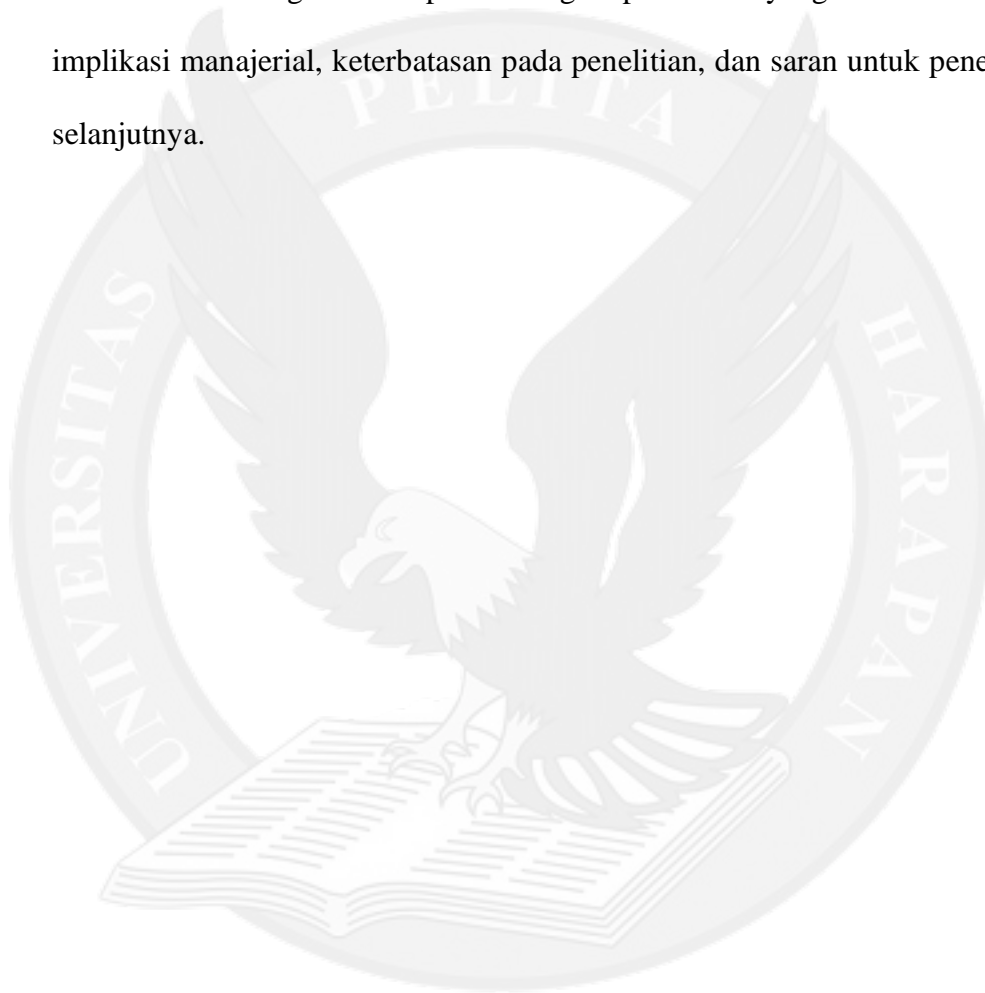 implikasi manajerial, keterbatasan pada penelitian, dan saran untuk pene
selanjutnya.
UNIVERSITAS PELITA HARAPAN